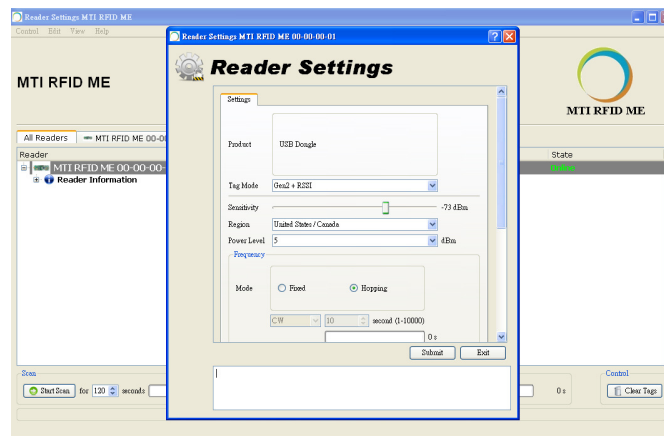 Reader Settings MTI RFID ME
Control Edit View Help
MTI RFID ME
MTI RFID ME
All Readers MTI RFID ME 00-0
Reader State
MTI RFID ME 00-00-00- online
Reader Information
Reader Settings MTI RFID ME 00-00-00-01
Reader Settings
Settings
Product USB Dongle
Tag Mode Gen2 + RSSI
Sensitivity -73 dBm
Region United States / Canada
Power Level 5 dBm
Frequency
Mode Fixed Hopping
CW 10 second (1-10000)
0 s
Submit Exit
Scan
Start Scan for 120 seconds 0 s
Control
Clear Tags